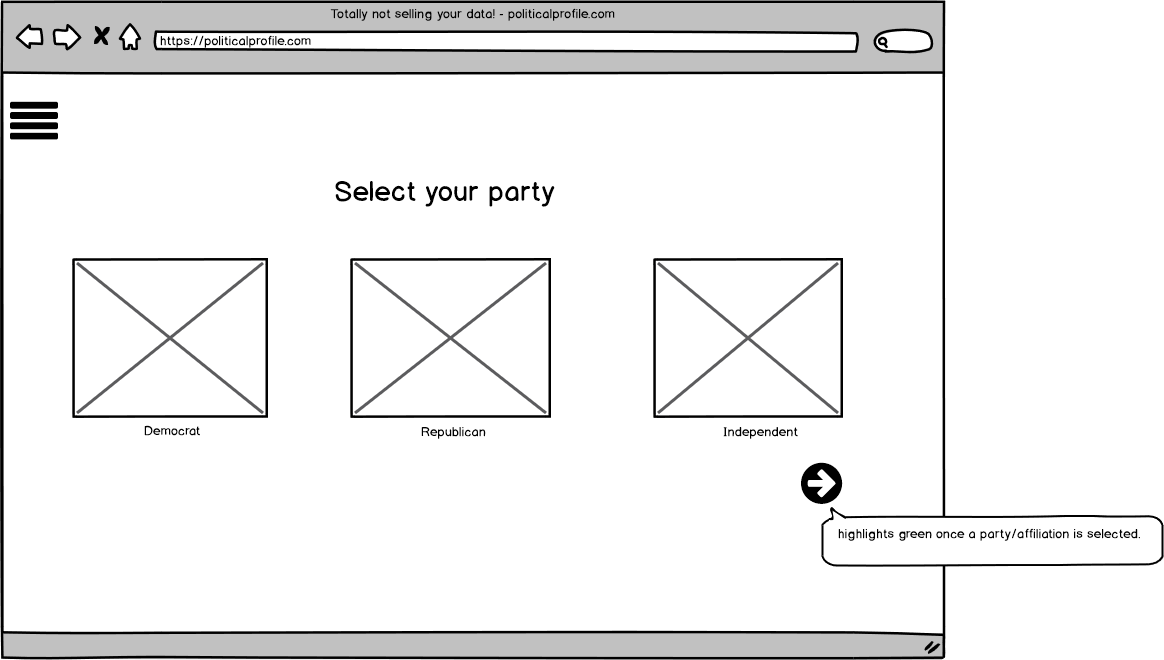 Totally not selling your data! - politicalprofile.com
https://politicalprofile.com
Select your party
Democrat
Republican
Independent
highlights green once a party/affiliation is selected.